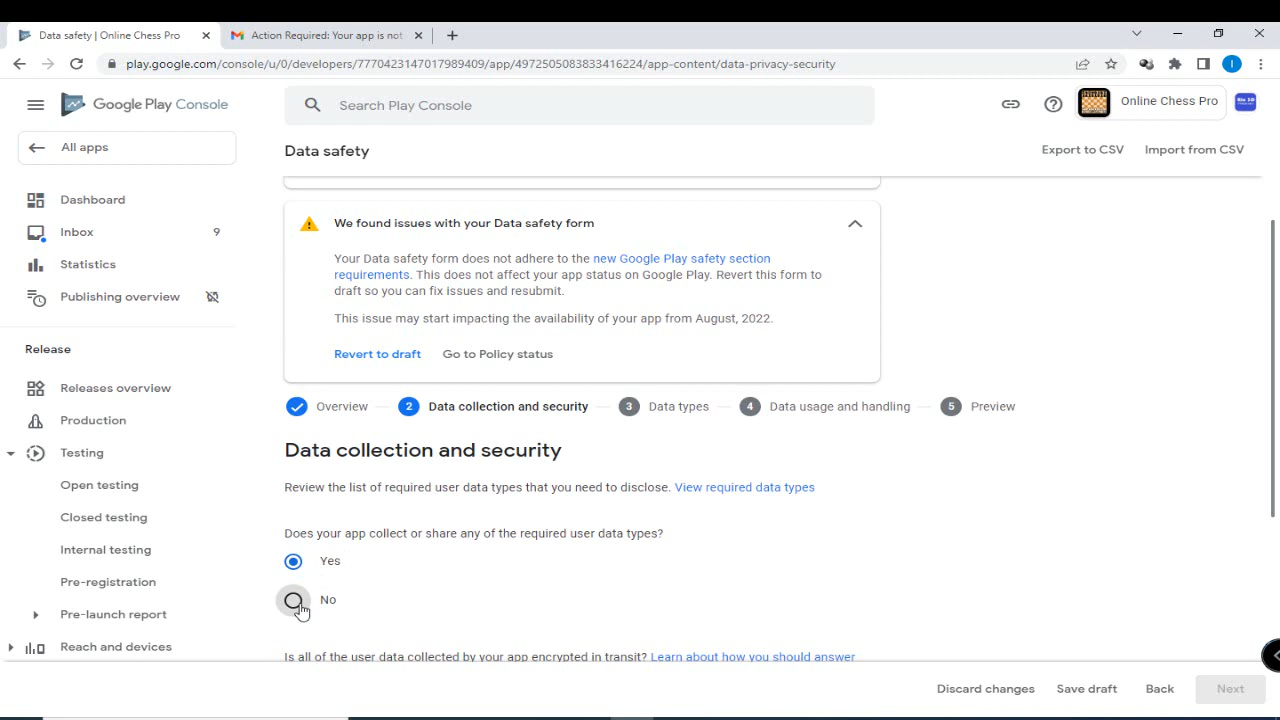 Data safety | Online Chess Pro
Action Required: Your app is not
play.google.com/console/u/0/developers/7770423147017989409/app/4972505083833416224/app-content/data-privacy-security
I
Google Play Console
Search Play Console
Online Chess Pro
All apps
Data safety
Export to CSV
Import from CSV
Dashboard
Inbox
9
Statistics
Publishing overview
Release
Releases overview
Production
Testing
Open testing
Closed testing
Internal testing
Pre-registration
Pre-launch report
Reach and devices
We found issues with your Data safety form
Your Data safety form does not adhere to the new Google Play safety section
requirements. This does not affect your app status on Google Play. Revert this form to
draft so you can fix issues and resubmit.
This issue may start impacting the availability of your app from August, 2022.
Revert to draft
Go to Policy status
Overview
2 Data collection and security
3 Data types
4 Data usage and handling
5 Preview
Data collection and security
Review the list of required user data types that you need to disclose. View required data types
Does your app collect or share any of the required user data types?
Yes
No
Is all of the user data collected by your app encrypted in transit? Learn about how you should answer
Discard changes
Save draft
Back
Next